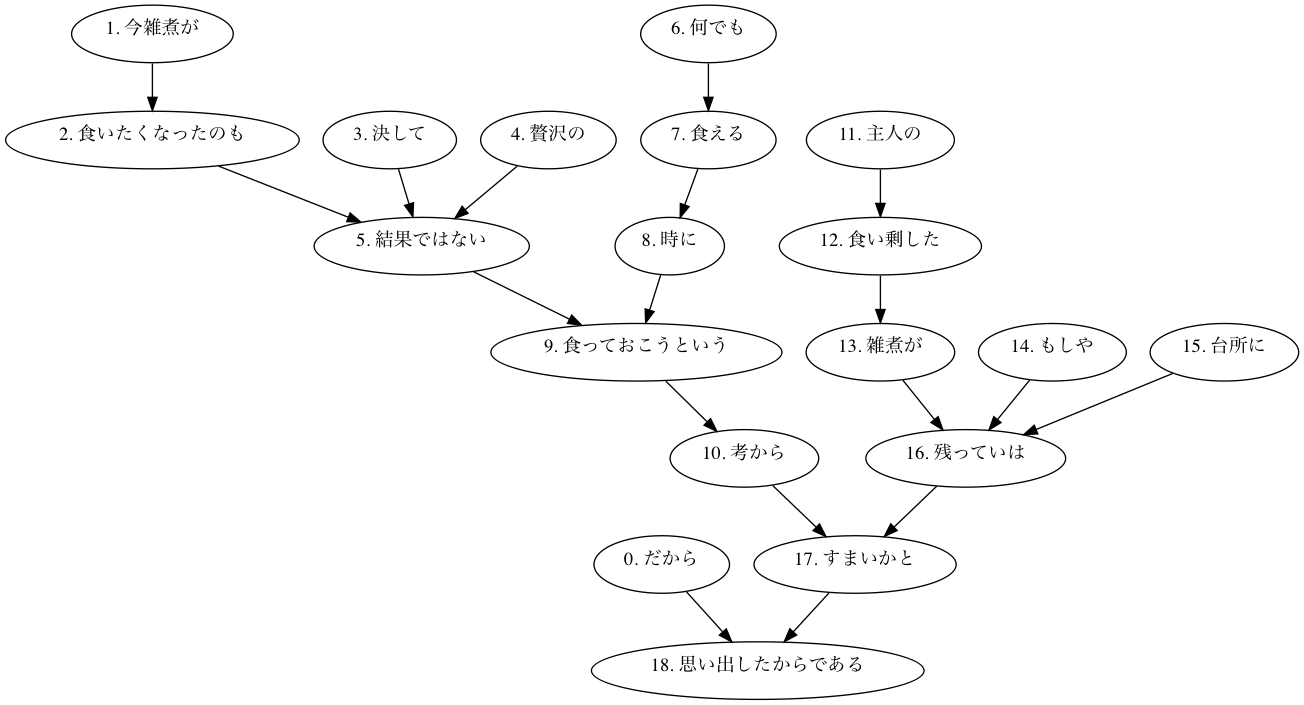 1. 今雑煮が
6. 何でも
2. 食いたくなったのも
3. 決して
4. 贅沢の
7. 食える
11. 主人の
5. 結果ではない
8. 時に
12. 食い剰した
9. 食っておこうという
13. 雑煮が
14. もしや
15. 台所に
10. 考から
16. 残っていは
0. だから
17. すまいかと
18. 思い出したからである